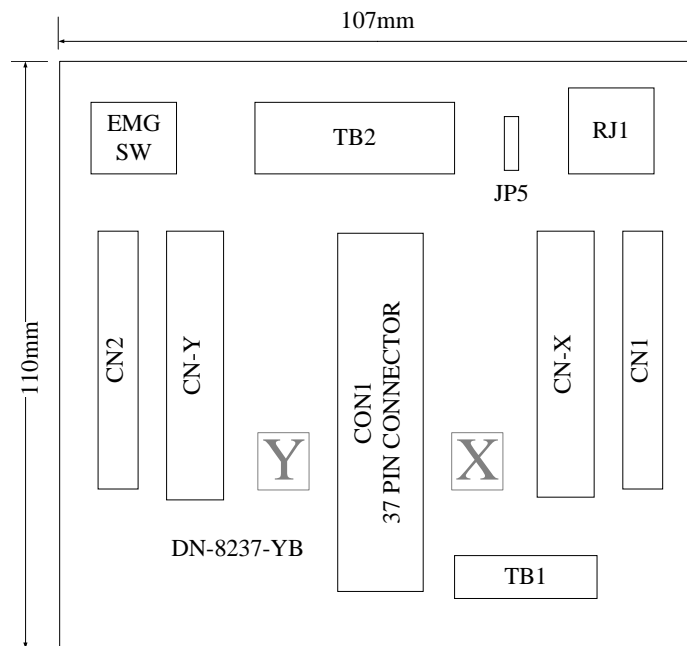 107mm
EMG
SW
TB2
JP5
RJ1
110mm
CN2
CN-Y
CON1
37 PIN CONNECTOR
CN-X
CN1
Y
X
DN-8237-YB
TB1